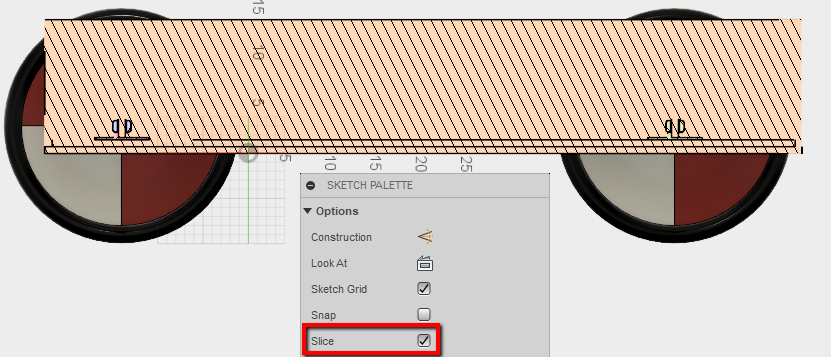 15
10
5
5
10
15
20
25
SKETCH PALETTE
Options
Construction
Look At
Sketch Grid
Snap
Slice